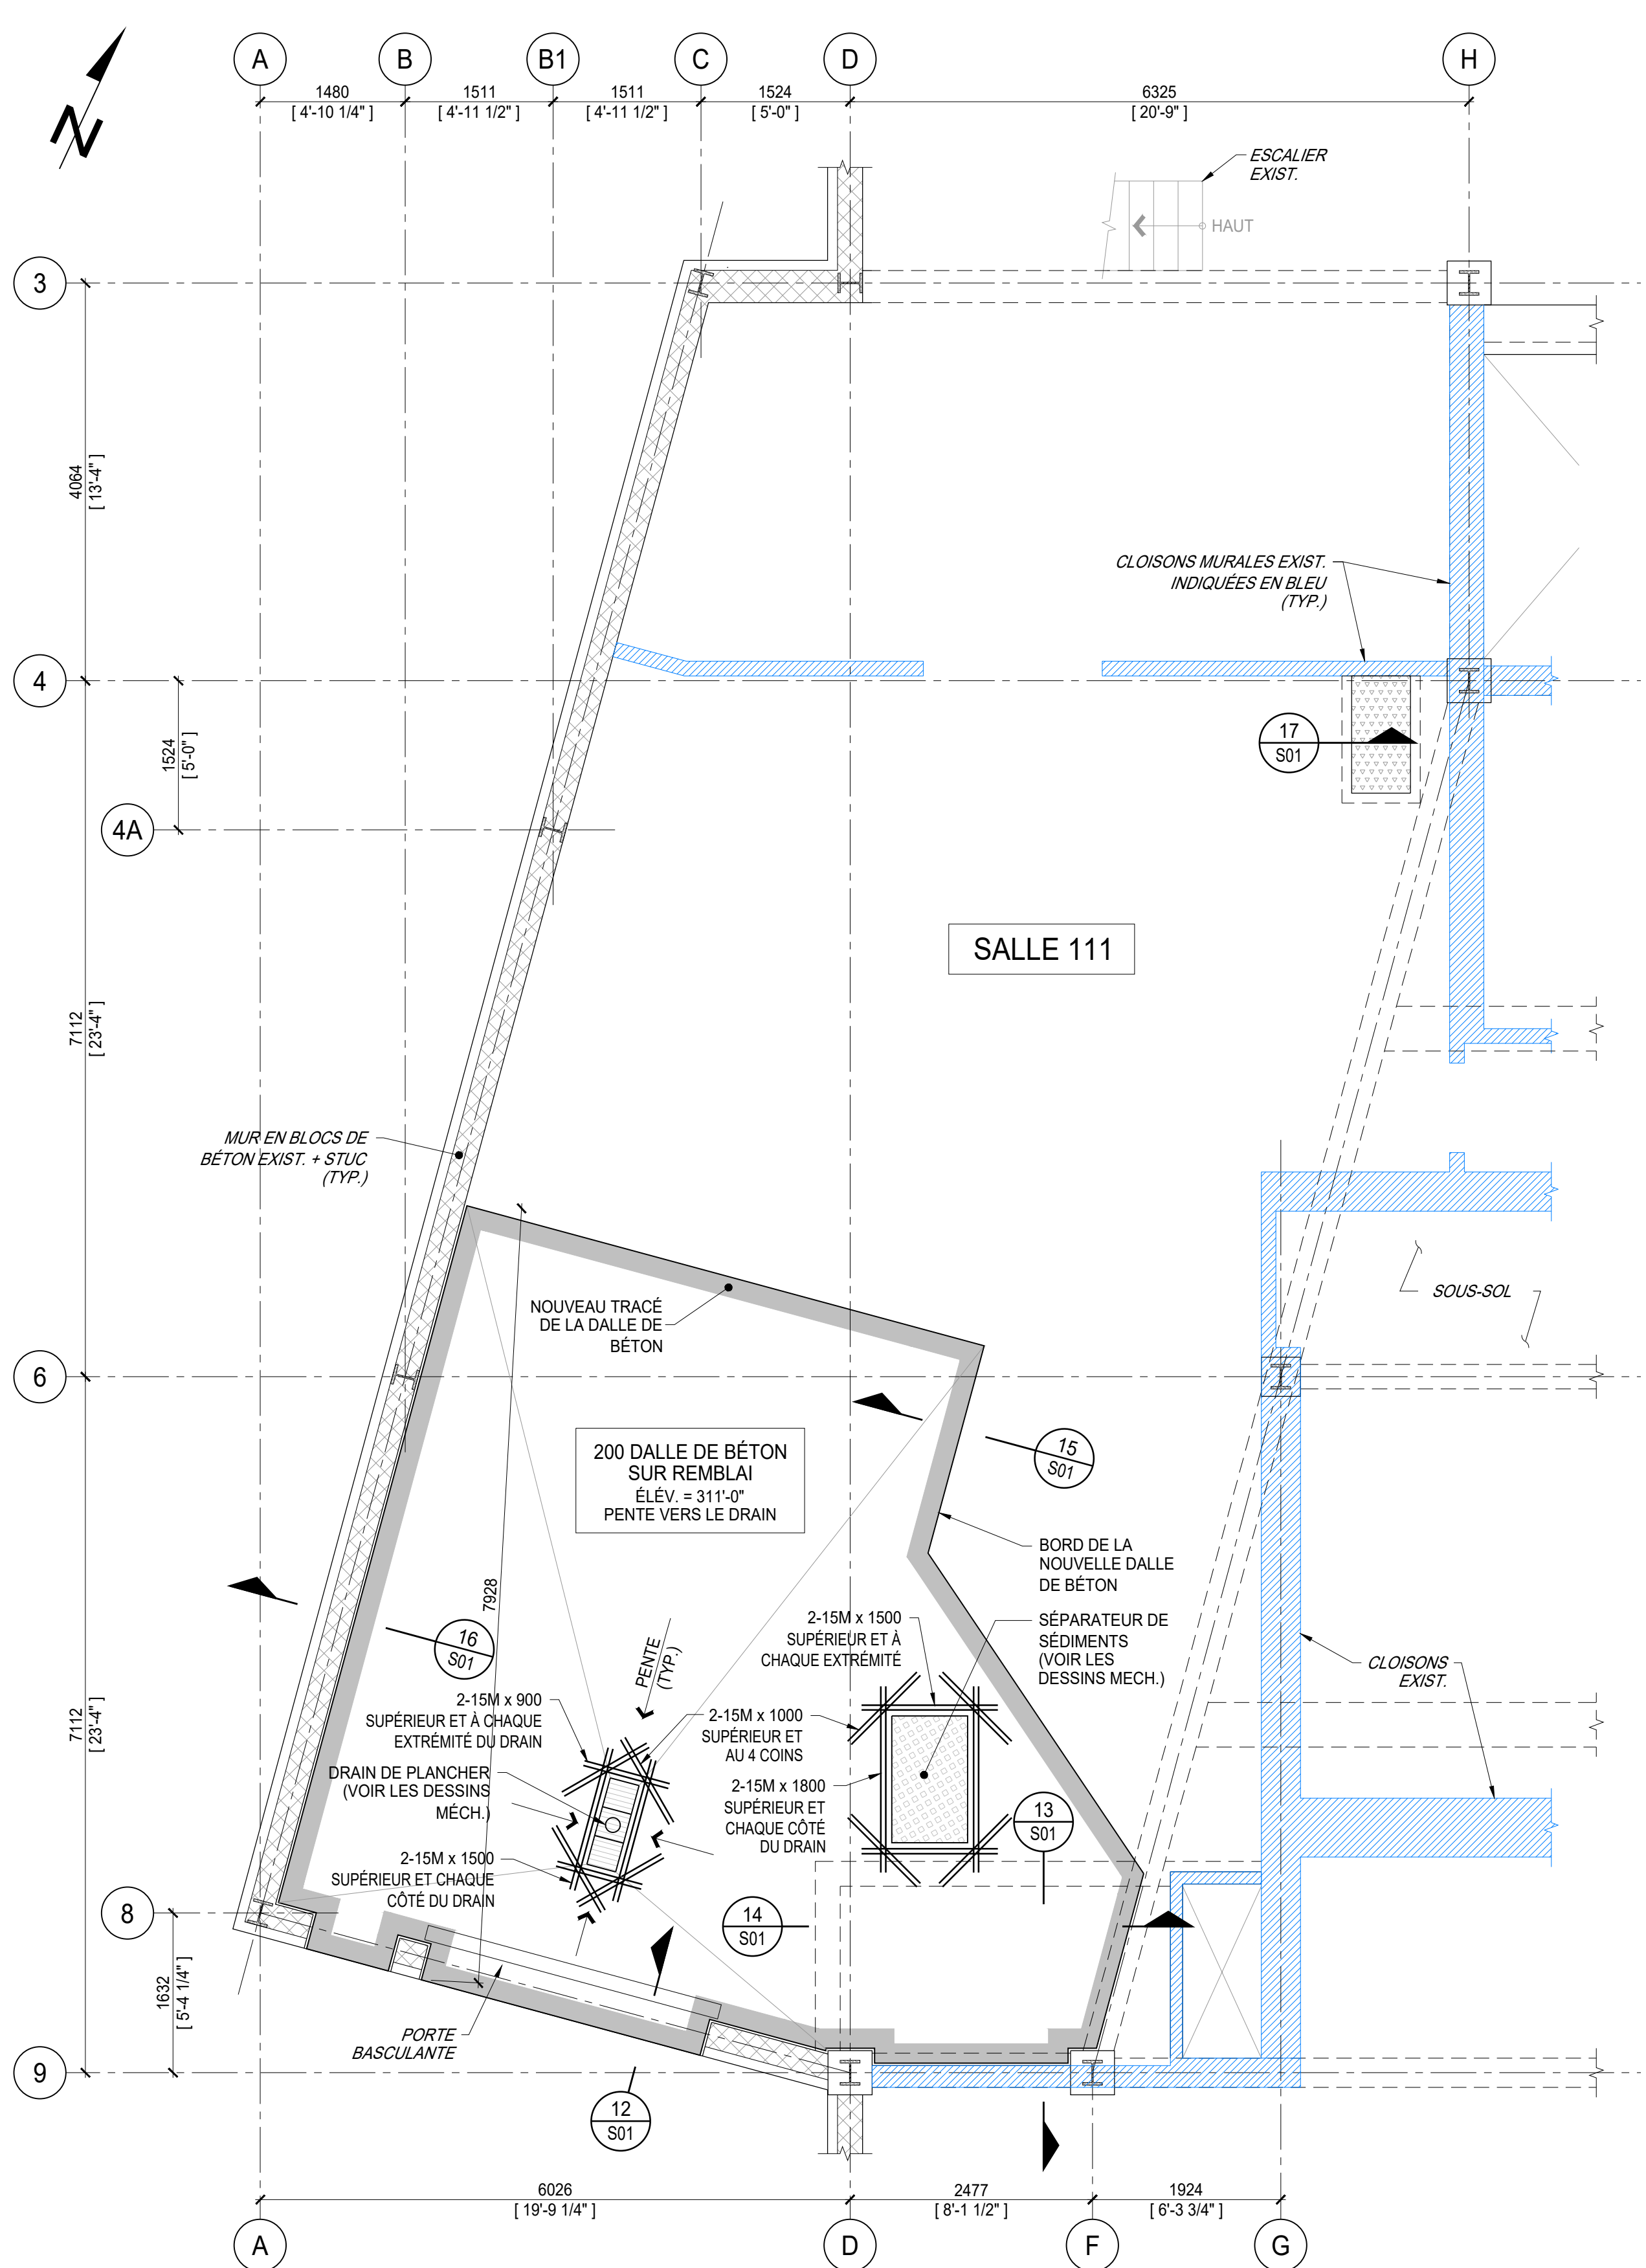 N
A
B
B1
C
D
H
1480
[ 4'-10 1/4" ]
1511
[ 4'-11 1/2" ]
1511
[ 4'-11 1/2" ]
1524
[ 5'-0" ]
6325
[ 20'-9" ]
ESCALIER
EXIST.
HAUT
3
4064
[ 13'-4" ]
CLOISONS MURALES EXIST.
INDIQUÉES EN BLEU
(TYP.)
4
1524
[ 5'-0" ]
17
S01
4A
SALLE 111
7112
[ 23'-4" ]
MUR EN BLOCS DE
BÉTON EXIST. + STUC
(TYP.)
NOUVEAU TRACÉ
DE LA DALLE DE
BÉTON
SOUS-SOL
6
200 DALLE DE BÉTON
SUR REMBLAI
ÉLÉV. = 311'-0"
PENTE VERS LE DRAIN
15
S01
BORD DE LA
NOUVELLE DALLE
DE BÉTON
7928
16
S01
PENTE
(TYP.)
2-15M x 1500
SUPÉRIEUR ET À
CHAQUE EXTRÉMITÉ
SÉPARATEUR DE
SÉDIMENTS
(VOIR LES
DESSINS MECH.)
CLOISONS
EXIST.
2-15M x 900
SUPÉRIEUR ET À CHAQUE
EXTRÉMITÉ DU DRAIN
2-15M x 1000
SUPÉRIEUR ET
AU 4 COINS
7112
[ 23'-4" ]
DRAIN DE PLANCHER
(VOIR LES DESSINS
MÉCH.)
2-15M x 1800
SUPÉRIEUR ET
CHAQUE CÔTÉ
DU DRAIN
13
S01
2-15M x 1500
SUPÉRIEUR ET CHAQUE
CÔTÉ DU DRAIN
8
14
S01
1632
[ 5'-4 1/4" ]
PORTE
BASCULANTE
9
12
S01
6026
[ 19'-9 1/4" ]
2477
[ 8'-1 1/2" ]
1924
[ 6'-3 3/4" ]
A
D
F
G